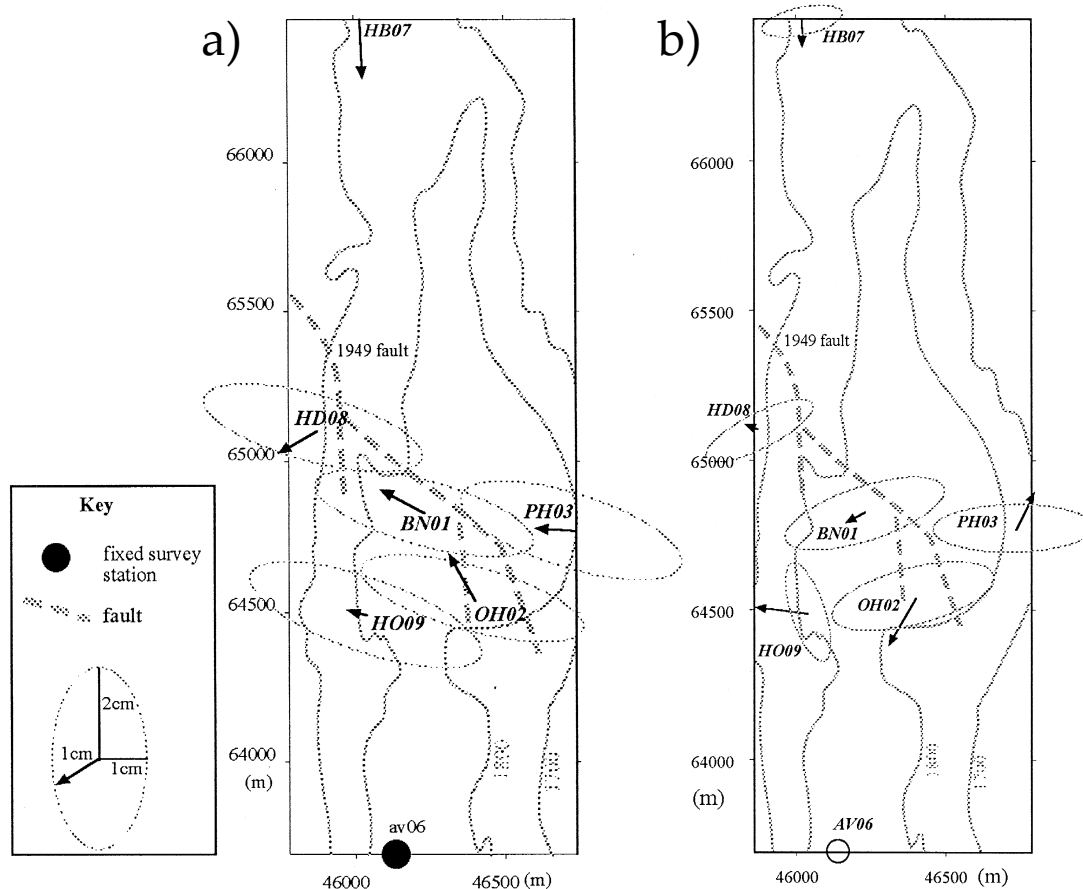 a)
HB07
66000
65500
1949 fault
HD08
65000
BN01
PH03
64500
HO09
OH02
64000
(m)
av06
46000
46500 (m)
Key
fixed survey
station
fault
2cm
1cm
1cm
b)
HB07
66000
65500
1949 fault
HD08
65000
BN01
PH03
64500
OH02
HO09
64000
(m)
AV06
46000
46500 (m)